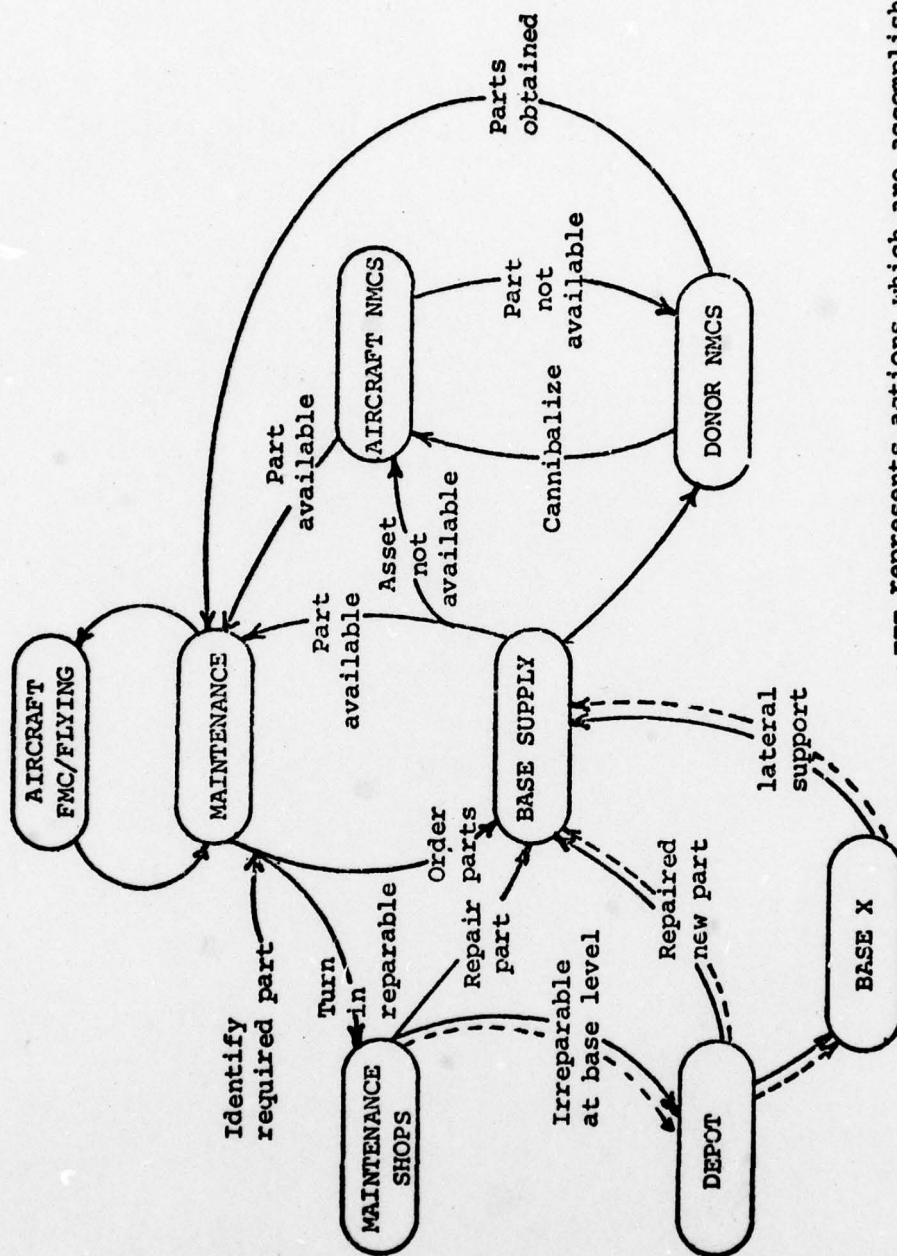 AIRCRAFT
FMC/FLYING
MAINTENANCE
Identify
required part
Turn
in
reparable
Order
parts
Part
available
Part
available
Asset
not
available
AIRCRAFT NMCS
Parts
obtained
MAINTENANCE
SHOPS
Repair
part
BASE SUPPLY
Cannibalize
Part
not
available
Irreparable
at base level
Repaired
new part
lateral
support
DONOR NMCS
DEPOT
BASE X
represents actions which are accomplish